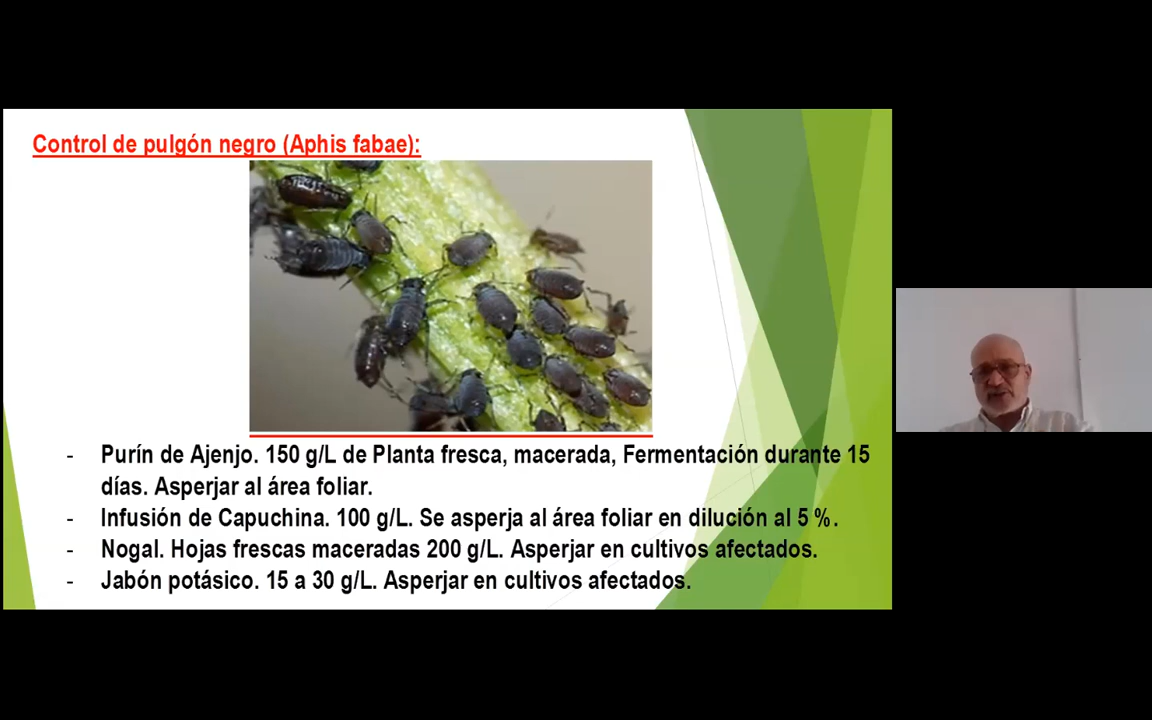 Control de pulgón negro (Aphis fabae):
- Purín de Ajenjo. 150 g/L de Planta fresca, macerada, Fermentación durante 15
días. Asperjar al área foliar.
- Infusión de Capuchina. 100 g/L. Se asperja al área foliar en dilución al 5 %.
- Nogal. Hojas frescas maceradas 200 g/L. Asperjar en cultivos afectados.
- Jabón potásico. 15 a 30 g/L. Asperjar en cultivos afectados.